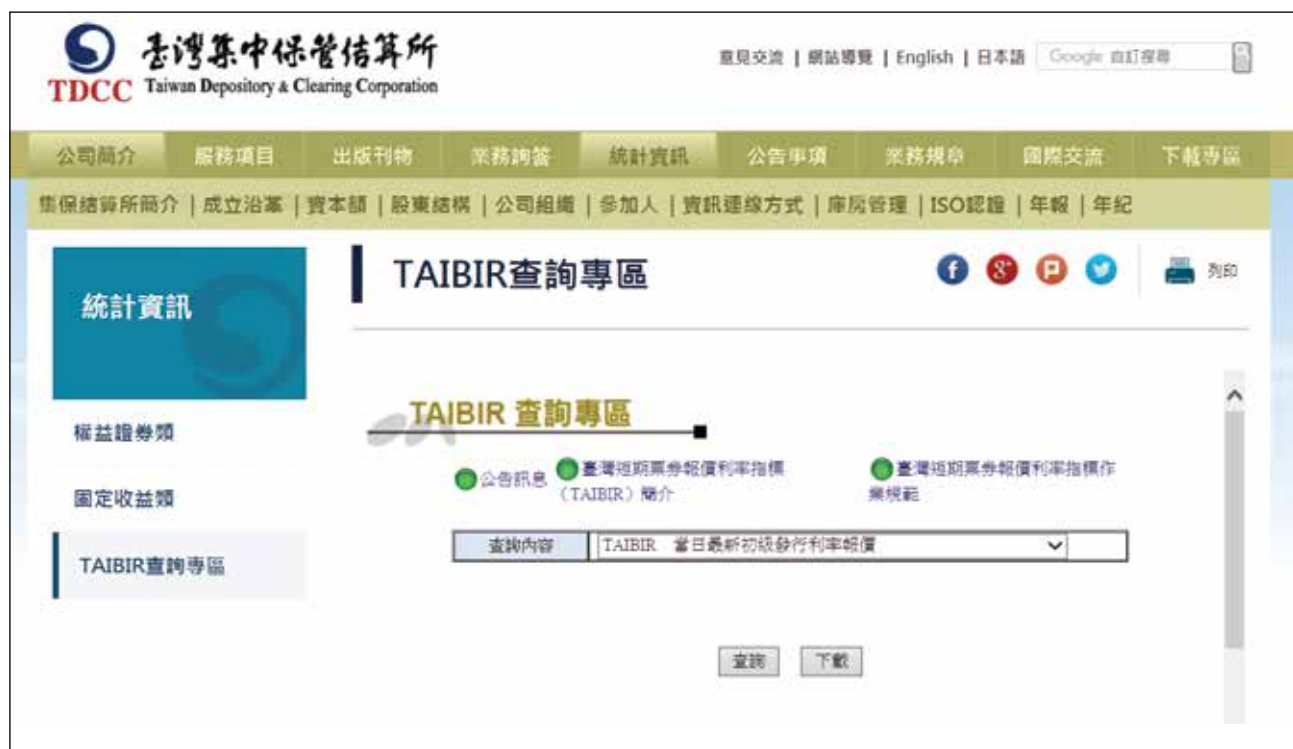 臺灣集中保管結算所
TDCC Taiwan Depository & Clearing Corporation
意見交流 | 網站導覽 | English | 日本語 Google 自訂搜尋
公司簡介 服務項目 出版刊物 業務詢答 統計資訊 公告事項 業務規章 國際交流 下載專區
集保結算所簡介 | 成立沿革 | 資本額 | 股東結構 | 公司組織 | 參加人 | 資訊連線方式 | 庫房管理 | ISO認證 | 年報 | 年紀
統計資訊
權益證券類
固定收益類
TAIBIR查詢專區
TAIBIR查詢專區
列印
TAIBIR 查詢專區
公告訊息 臺灣短期票券報價利率指標 臺灣短期票券報價利率指標作
(TAIBIR)簡介 業規範
查詢內容 TAIBIR 當日最新初級發行利率報價
查詢 下載